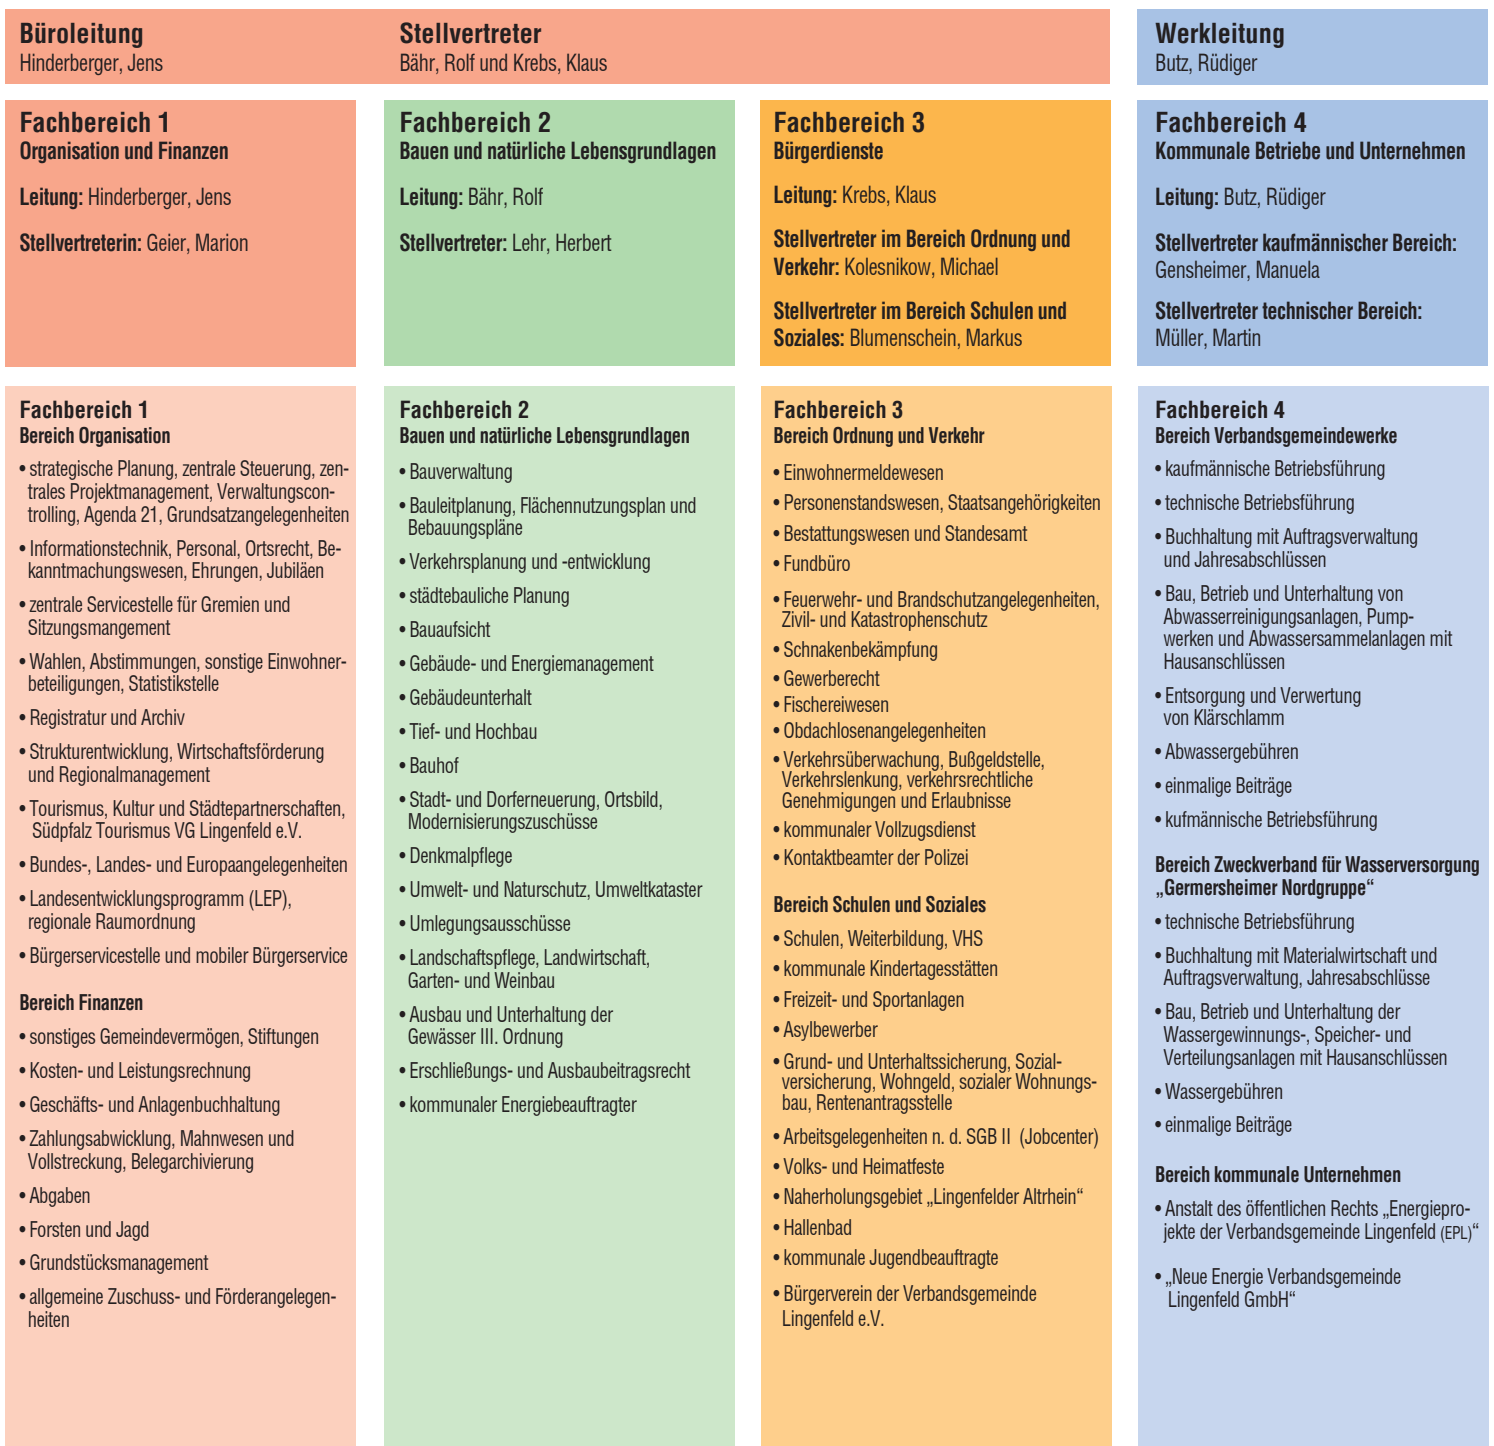 Büroleitung
Hinderberger, Jens
Stellvertreter
Bähr, Rolf und Krebs, Klaus
Werkleitung
Butz, Rüdiger
Fachbereich 1
Organisation und Finanzen
Leitung: Hinderberger, Jens
Stellvertreterin: Geier, Marion
Fachbereich 2
Bauen und natürliche Lebensgrundlagen
Leitung: Bähr, Rolf
Stellvertreter: Lehr, Herbert
Fachbereich 3
Bürgerdienste
Leitung: Krebs, Klaus
Stellvertreter im Bereich Ordnung und
Verkehr: Kolesnikow, Michael
Stellvertreter im Bereich Schulen und
Soziales: Blumenschein, Markus
Fachbereich 4
Kommunale Betriebe und Unternehmen
Leitung: Butz, Rüdiger
Stellvertreter kaufmännischer Bereich:
Gensheimer, Manuela
Stellvertreter technischer Bereich:
Müller, Martin
Fachbereich 1
Bereich Organisation
• strategische Planung, zentrale Steuerung, zen-
trales Projektmanagement, Verwaltungscon-
trolling, Agenda 21, Grundsatzangelegenheiten
• Informationstechnik, Personal, Ortsrecht, Be-
kanntmachungswesen, Ehrungen, Jubiläen
• zentrale Servicestelle für Gremien und
Sitzungsmangement
• Wahlen, Abstimmungen, sonstige Einwohner-
beteiligungen, Statistikstelle
• Registratur und Archiv
• Strukturentwicklung, Wirtschaftsförderung
und Regionalmanagement
• Tourismus, Kultur und Städtepartnerschaften,
Südpfalz Tourismus VG Lingenfeld e.V.
• Bundes-, Landes- und Europaangelegenheiten
• Landesentwicklungsprogramm (LEP),
regionale Raumordnung
• Bürgerservicestelle und mobiler Bürgerservice
Bereich Finanzen
• sonstiges Gemeindevermögen, Stiftungen
• Kosten- und Leistungsrechnung
• Geschäfts- und Anlagenbuchhaltung
• Zahlungsabwicklung, Mahnwesen und
Vollstreckung, Belegarchivierung
• Abgaben
• Forsten und Jagd
• Grundstücksmanagement
• allgemeine Zuschuss- und Förderangelegen-
heiten
Fachbereich 2
Bauen und natürliche Lebensgrundlagen
• Bauverwaltung
• Bauleitplanung, Flächennutzungsplan und
Bebauungspläne
• Verkehrsplanung und -entwicklung
• städtebauliche Planung
• Bauaufsicht
• Gebäude- und Energiemanagement
• Gebäudeunterhalt
• Tief- und Hochbau
• Bauhof
• Stadt- und Dorferneuerung, Ortsbild,
Modernisierungszuschüsse
• Denkmalpflege
• Umwelt- und Naturschutz, Umweltkataster
• Umlegungsausschüsse
• Landschaftspflege, Landwirtschaft,
Garten- und Weinbau
• Ausbau und Unterhaltung der
Gewässer III. Ordnung
• Erschließungs- und Ausbaubeitragsrecht
• kommunaler Energiebeauftragter
Fachbereich 3
Bereich Ordnung und Verkehr
• Einwohnermeldewesen
• Personenstandswesen, Staatsangehörigkeiten
• Bestattungswesen und Standesamt
• Fundbüro
• Feuerwehr- und Brandschutzangelegenheiten,
Zivil- und Katastrophenschutz
• Schnakenbekämpfung
• Gewerberecht
• Fischereiwesen
• Obdachlosenangelegenheiten
• Verkehrsüberwachung, Bußgeldstelle,
Verkehrslenkung, verkehrsrechtliche
Genehmigungen und Erlaubnisse
• kommunaler Vollzugsdienst
• Kontaktbeamter der Polizei
Bereich Schulen und Soziales
• Schulen, Weiterbildung, VHS
• kommunale Kindertagesstätten
• Freizeit- und Sportanlagen
• Asylbewerber
• Grund- und Unterhaltssicherung, Sozial-
versicherung, Wohngeld, sozialer Wohnungs-
bau, Rentenantragsstelle
• Arbeitsgelegenheiten n. d. SGB II (Jobcenter)
• Volks- und Heimatfeste
• Naherholungsgebiet „Lingenfelder Altrhein“
• Hallenbad
• kommunale Jugendbeauftragte
• Bürgerverein der Verbandsgemeinde
Lingenfeld e.V.
Fachbereich 4
Bereich Verbandsgemeindewerke
• kaufmännische Betriebsführung
• technische Betriebsführung
• Buchhaltung mit Auftragsverwaltung
und Jahresabschlüssen
• Bau, Betrieb und Unterhaltung von
Abwasserreinigungsanlagen, Pump-
werken und Abwassersammelanlagen mit
Hausanschlüssen
• Entsorgung und Verwertung
von Klärschlamm
• Abwassergebühren
• einmalige Beiträge
• kufmännische Betriebsführung
Bereich Zweckverband für Wasserversorgung
„Germersheimer Nordgruppe“
• technische Betriebsführung
• Buchhaltung mit Materialwirtschaft und
Auftragsverwaltung, Jahresabschlüsse
• Bau, Betrieb und Unterhaltung der
Wassergewinnungs-, Speicher- und
Verteilungsanlagen mit Hausanschlüssen
• Wassergebühren
• einmalige Beiträge
Bereich kommunale Unternehmen
• Anstalt des öffentlichen Rechts „Energiepro-
jekte der Verbandsgemeinde Lingenfeld (EPL)“
• „Neue Energie Verbandsgemeinde
Lingenfeld GmbH“